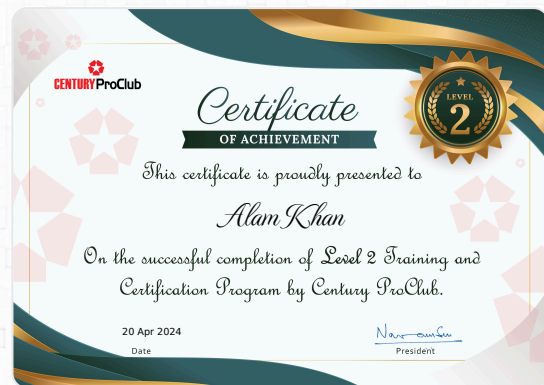 CENTURY ProClub
Certificate
OF ACHIEVEMENT
LEVEL
2
This certificate is proudly presented to
Alam Khan
On the successful completion of Level 2 Training and
Certification Program by Century ProClub.
20 Apr 2024
Date
President